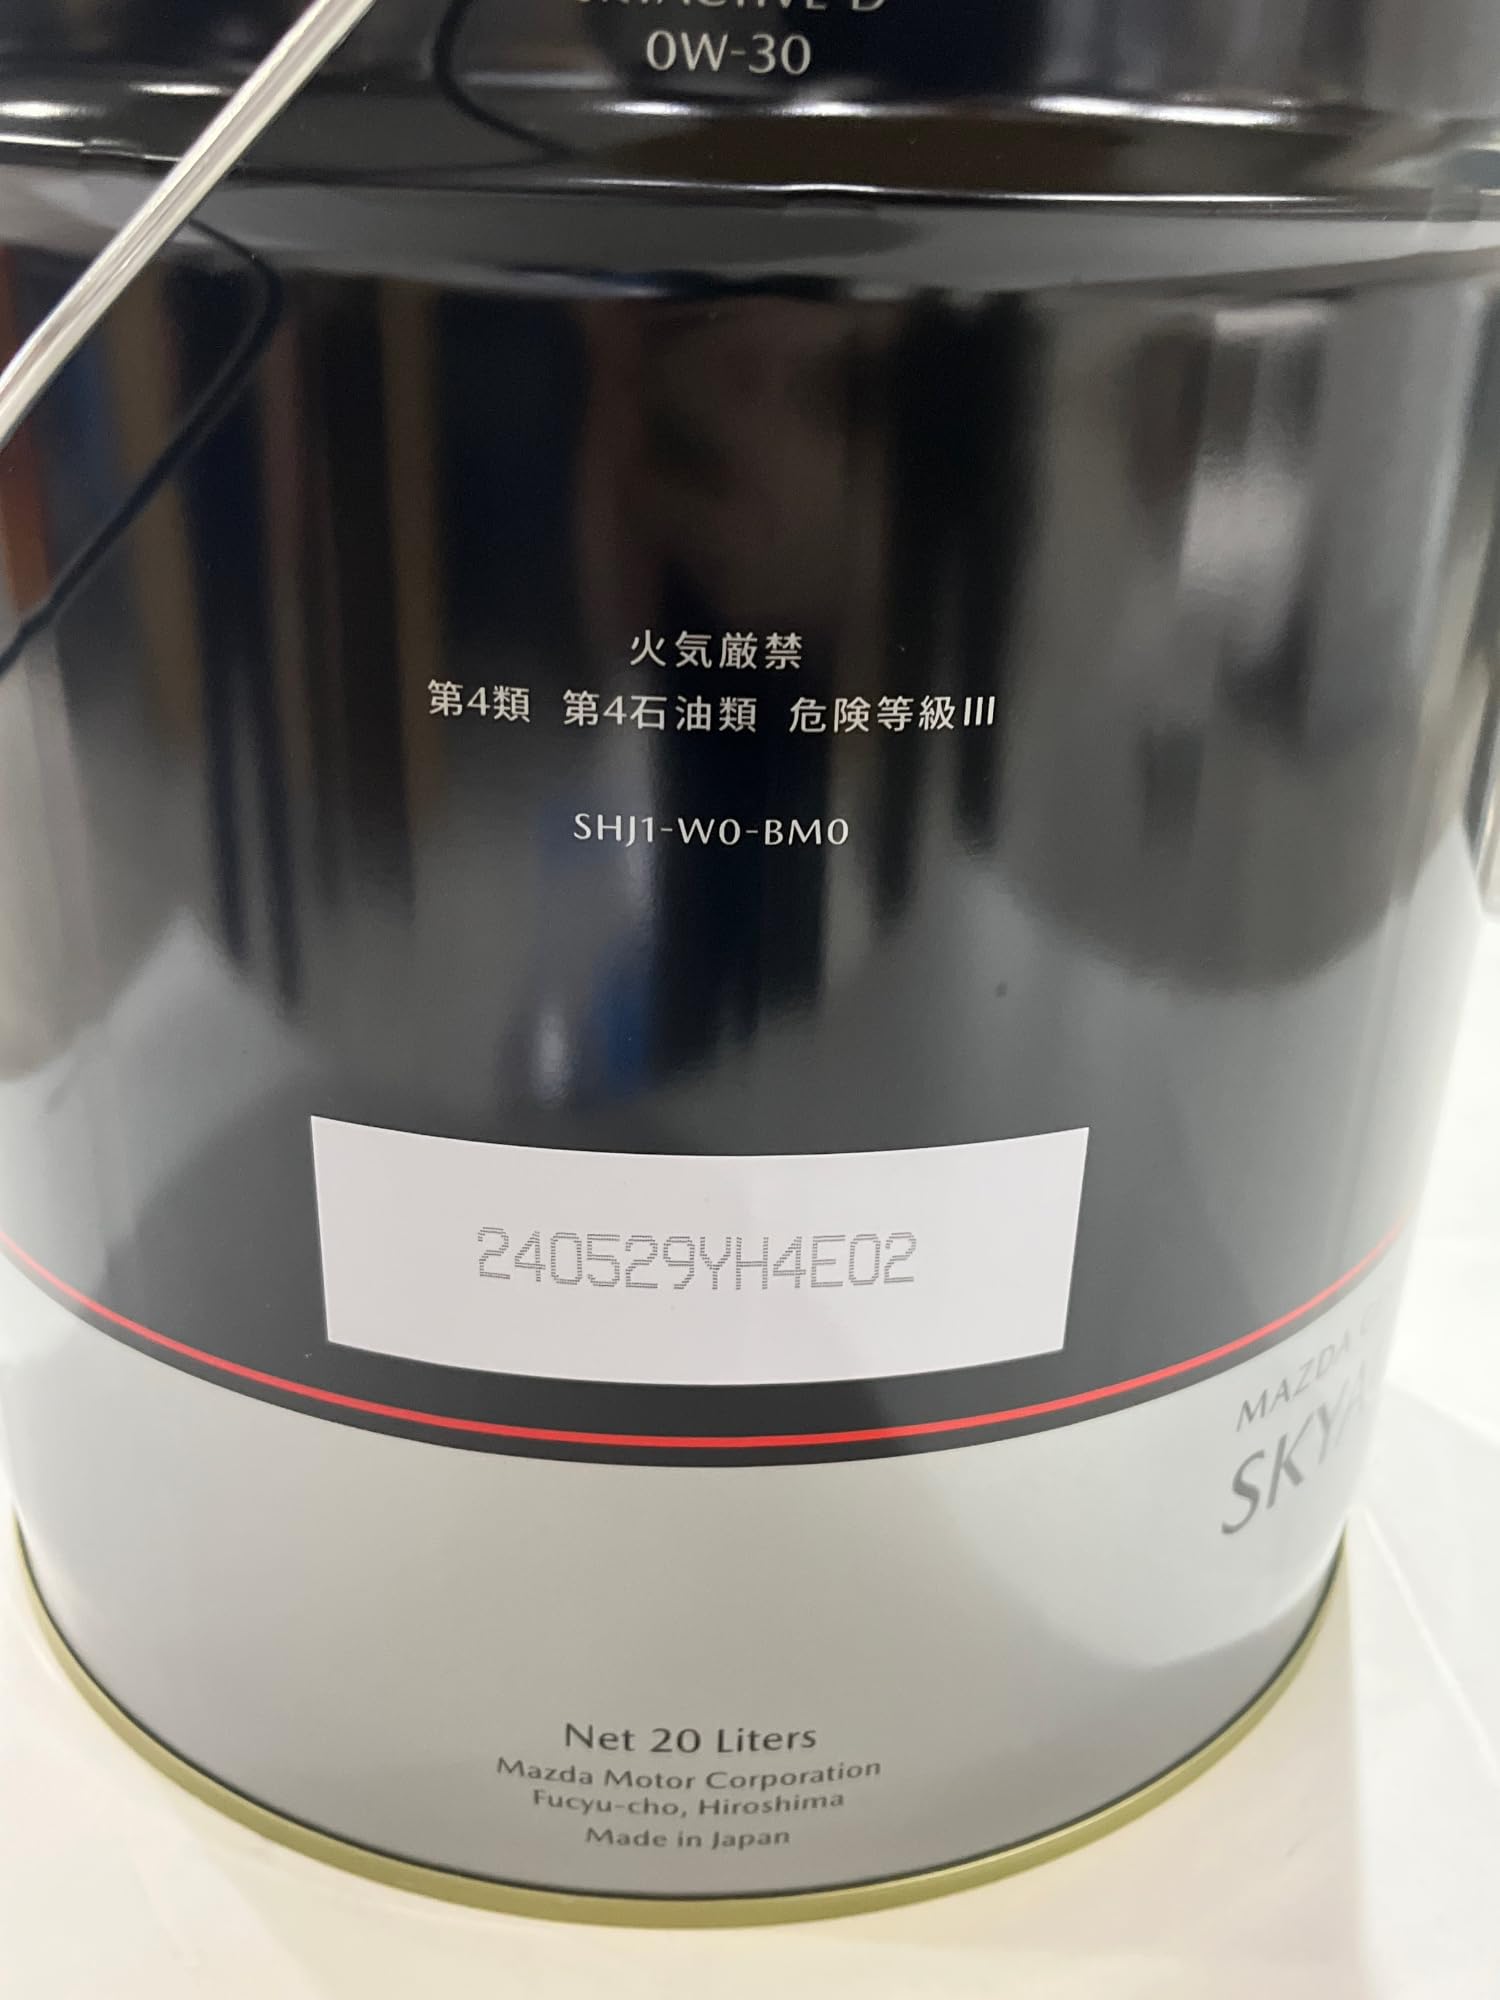 0W-30
火気厳禁
第4類 第4石油類 危険等級III
SHJ1-W0-BM0
240529YH4E02
MAZDA
Net 20 Liters
Mazda Motor Corporation
Fucyu-cho, Hiroshima
Made in Japan